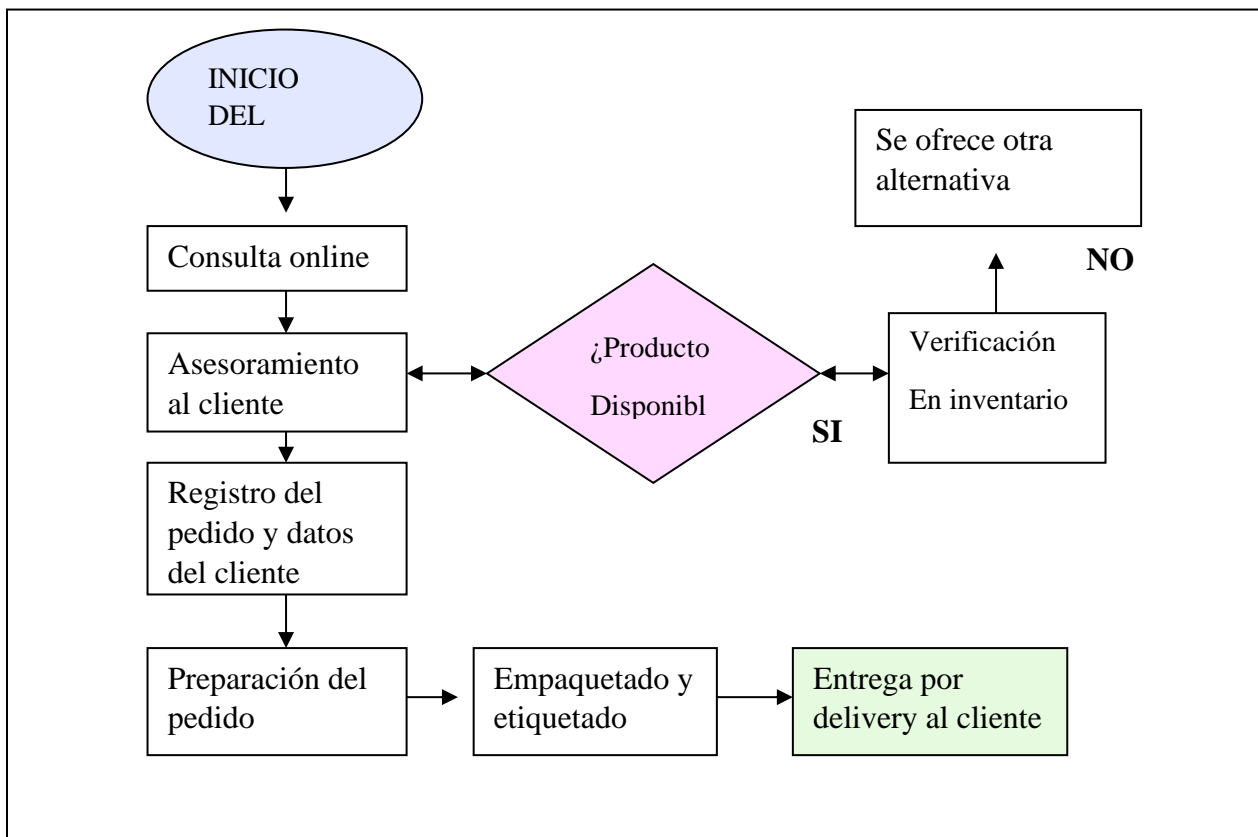 INICIO
DEL
Consulta online
Asesoramiento
al cliente
¿Producto
Disponibl
SI
Verificación
En inventario
NO
Se ofrece otra
alternativa
Registro del
pedido y datos
del cliente
Preparación del
pedido
Empaquetado y
etiquetado
Entrega por
delivery al cliente